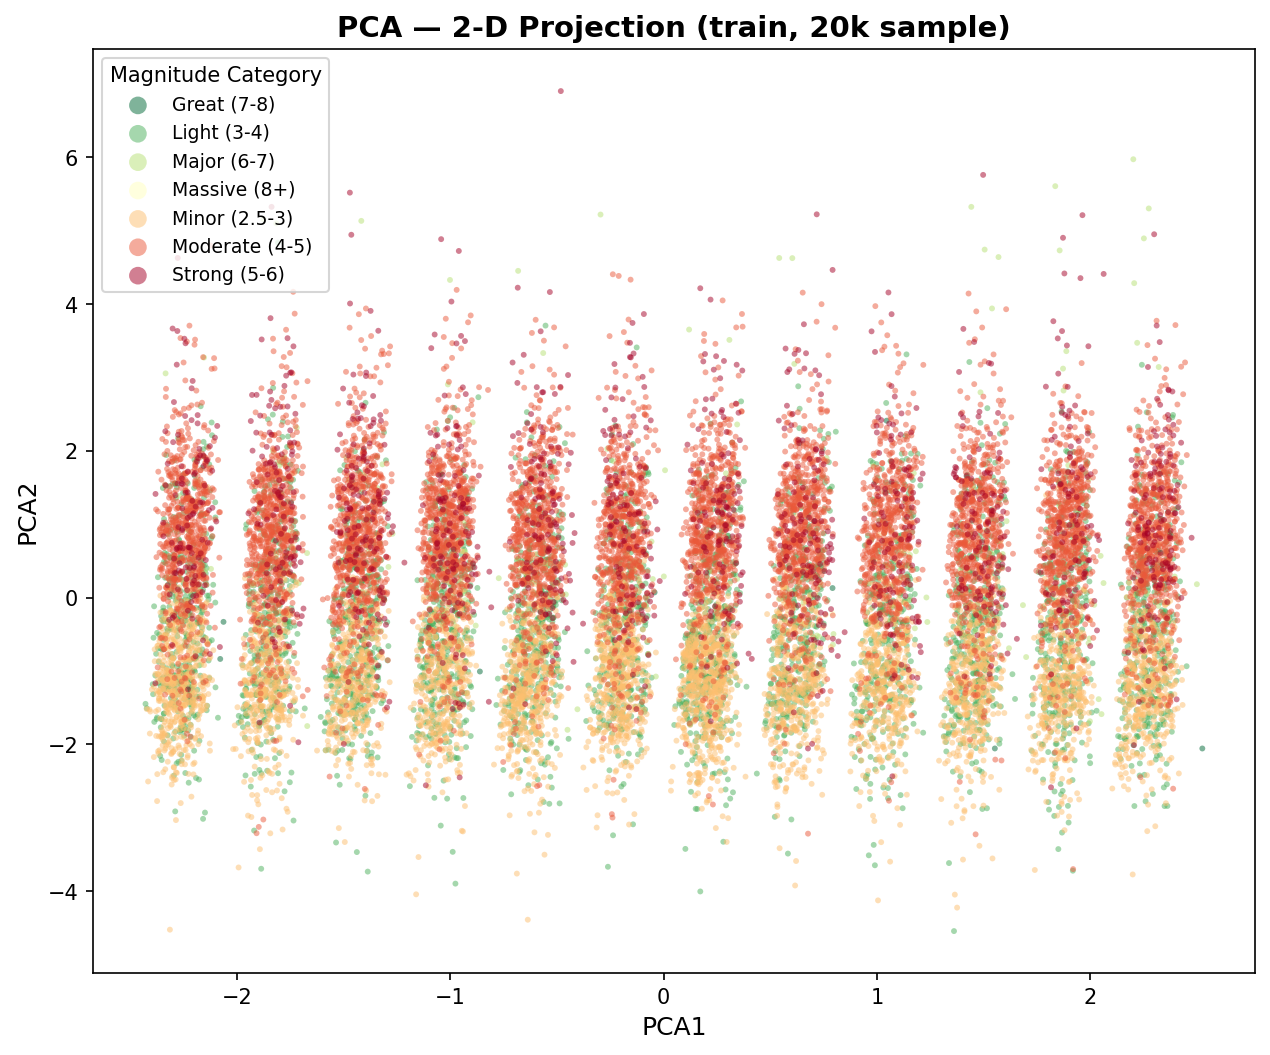 PCA — 2-D Projection (train, 20k sample)
Magnitude Category
Great (7-8)
Light (3-4)
Major (6-7)
Massive (8+)
Minor (2.5-3)
Moderate (4-5)
Strong (5-6)
6
4
2
0
−2
−4
PCA2
−2
−1
0
1
2
PCA1